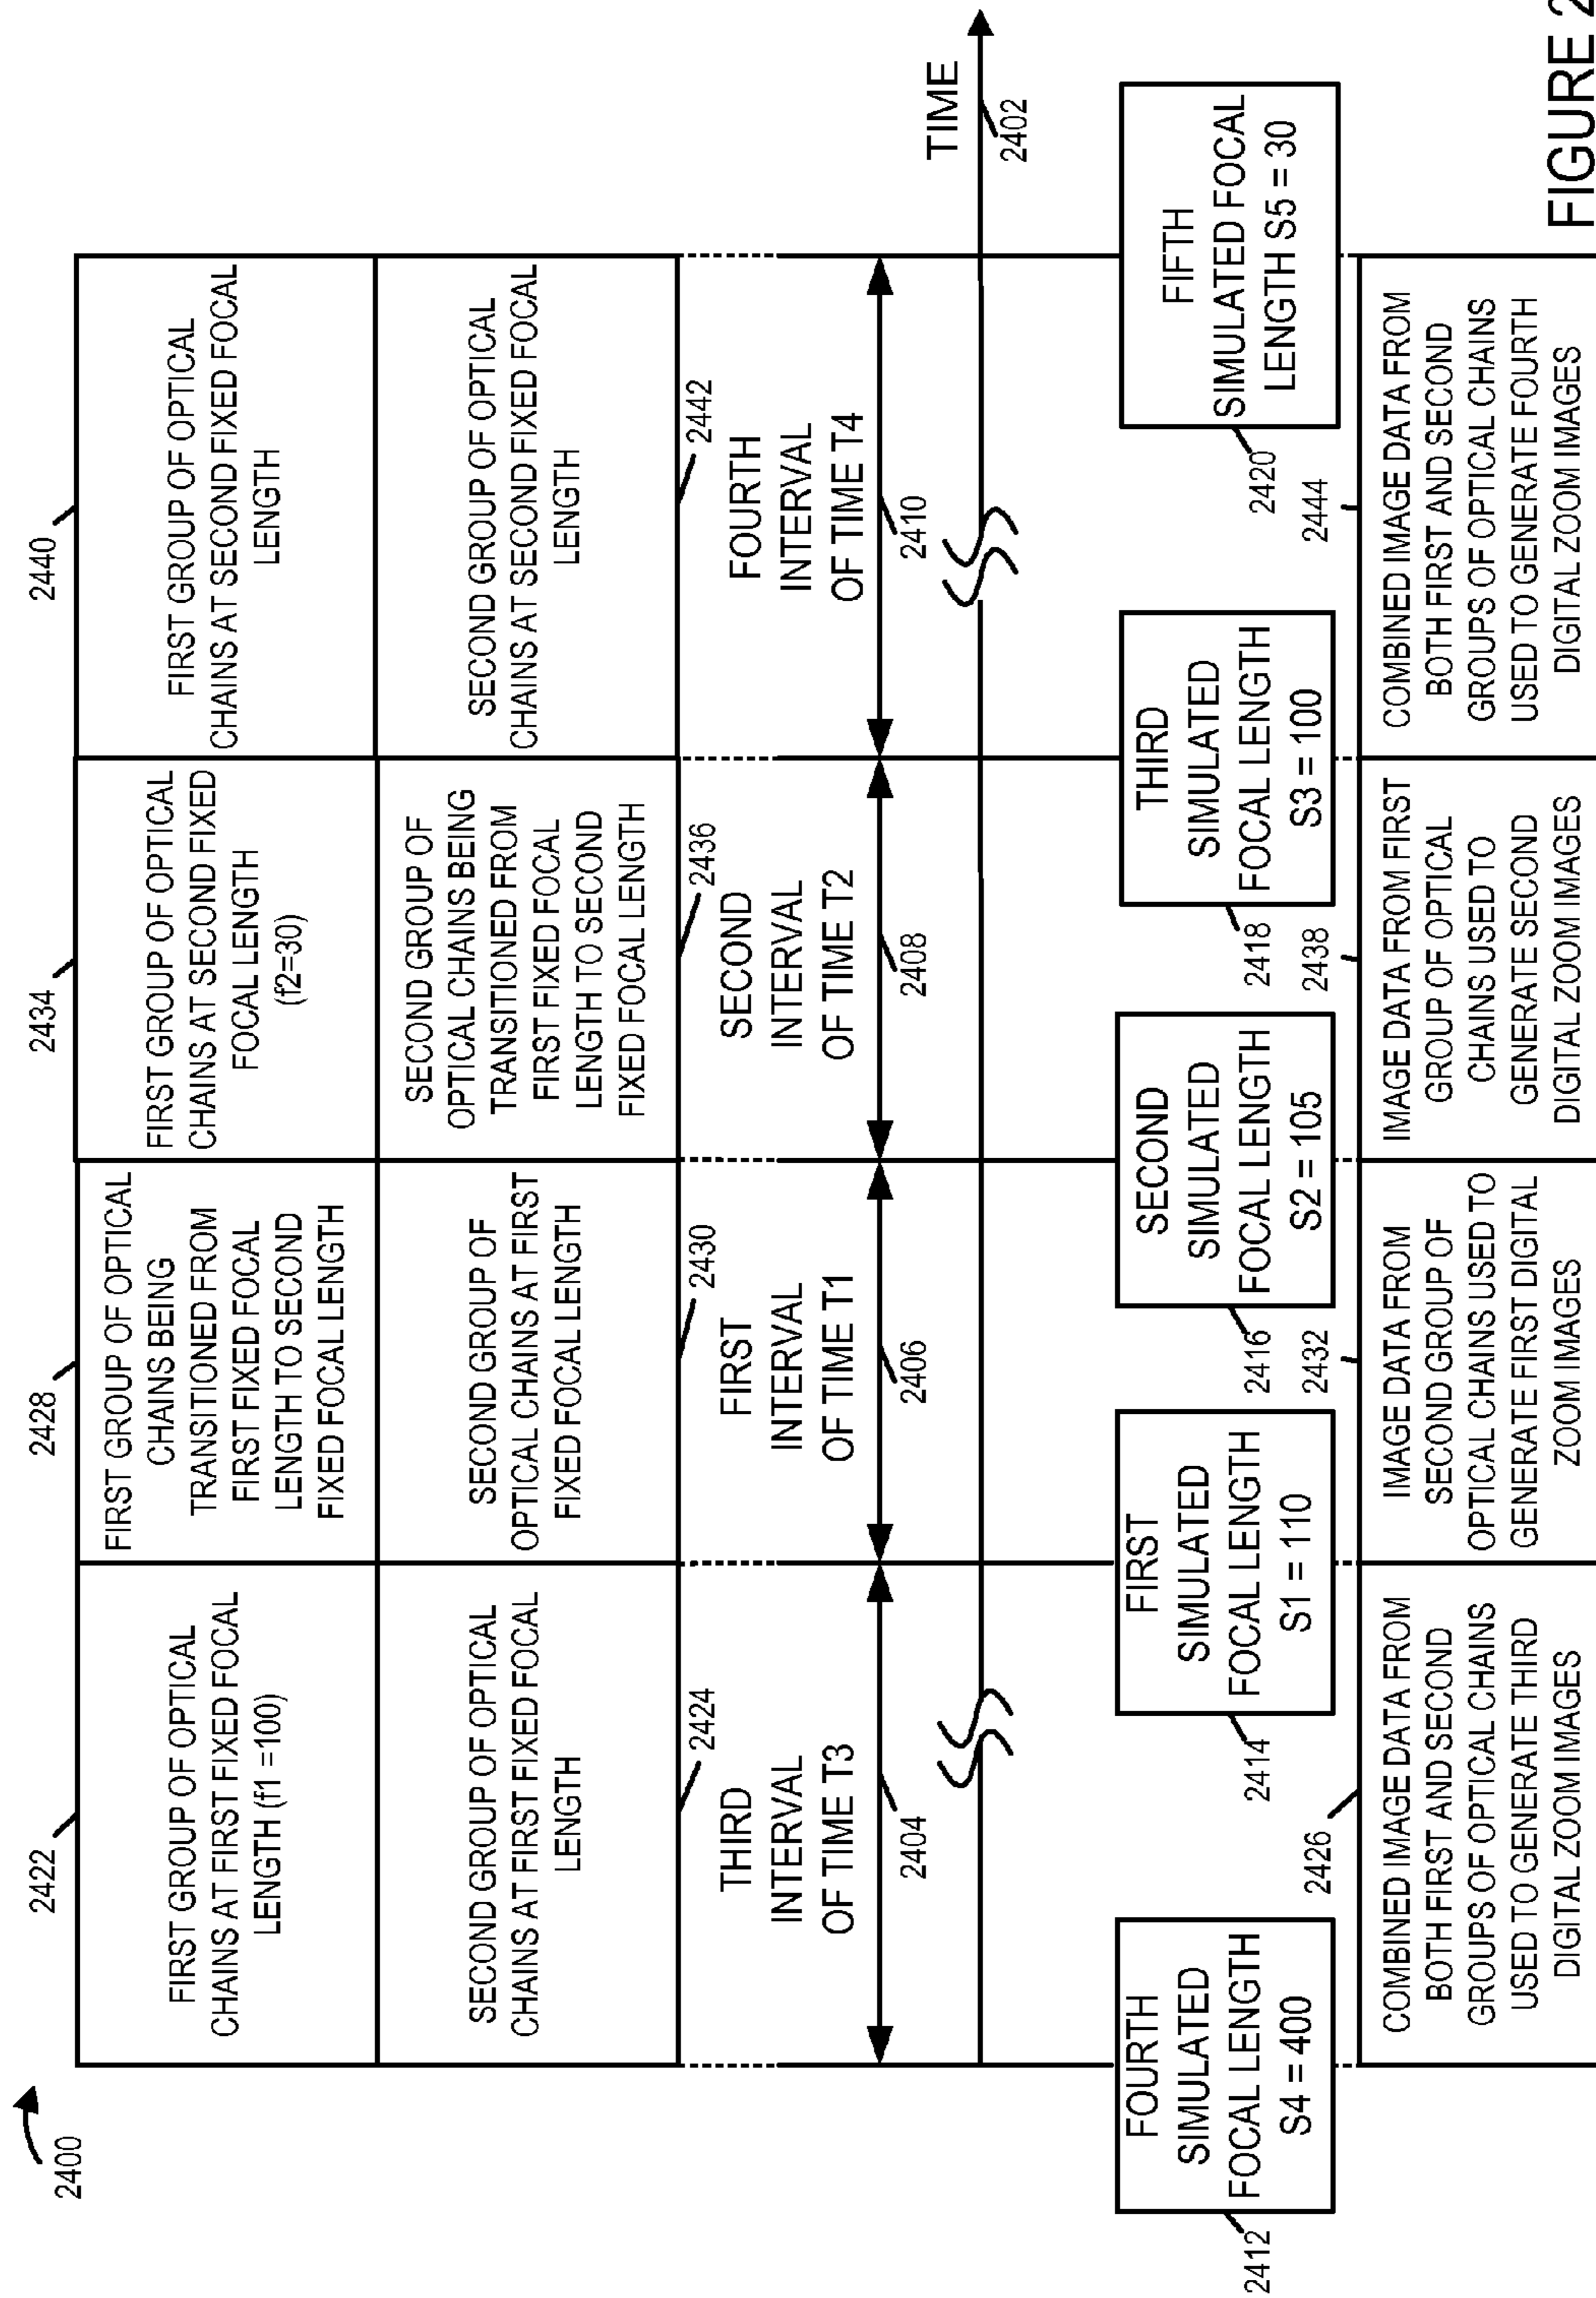 2400
2422
2428
2434
2440
FIRST GROUP OF OPTICAL
CHAINS AT FIRST FIXED FOCAL
LENGTH (f1 =100)
FIRST GROUP OF OPTICAL
CHAINS BEING
TRANSITIONED FROM
FIRST FIXED FOCAL
LENGTH TO SECOND
FIXED FOCAL LENGTH
FIRST GROUP OF OPTICAL
CHAINS AT SECOND FIXED
FOCAL LENGTH
(f2=30)
FIRST GROUP OF OPTICAL
CHAINS AT SECOND FIXED FOCAL
LENGTH
SECOND GROUP OF OPTICAL
CHAINS AT FIRST FIXED FOCAL
LENGTH
SECOND GROUP OF
OPTICAL CHAINS AT FIRST
FIXED FOCAL LENGTH
SECOND GROUP OF
OPTICAL CHAINS BEING
TRANSITIONED FROM
FIRST FIXED FOCAL
LENGTH TO SECOND
FIXED FOCAL LENGTH
SECOND GROUP OF OPTICAL
CHAINS AT SECOND FIXED FOCAL
LENGTH
2424
2430
2436
2442
THIRD
INTERVAL
OF TIME T3
FIRST
INTERVAL
OF TIME T1
SECOND
INTERVAL
OF TIME T2
FOURTH
INTERVAL
OF TIME T4
2404
2406
2408
2410
TIME
2402
FOURTH
SIMULATED
FOCAL LENGTH
S4 = 400
FIRST
SIMULATED
FOCAL LENGTH
S1 = 110
SECOND
SIMULATED
FOCAL LENGTH
S2 = 105
THIRD
SIMULATED
FOCAL LENGTH
S3 = 100
FIFTH
SIMULATED FOCAL
LENGTH S5 = 30
2412
2414
2416
2418
2420
2426
2432
2438
2444
COMBINED IMAGE DATA FROM
BOTH FIRST AND SECOND
GROUPS OF OPTICAL CHAINS
USED TO GENERATE THIRD
DIGITAL ZOOM IMAGES
IMAGE DATA FROM
SECOND GROUP OF
OPTICAL CHAINS USED TO
GENERATE FIRST DIGITAL
ZOOM IMAGES
IMAGE DATA FROM FIRST
GROUP OF OPTICAL
CHAINS USED TO
GENERATE SECOND
DIGITAL ZOOM IMAGES
COMBINED IMAGE DATA FROM
BOTH FIRST AND SECOND
GROUPS OF OPTICAL CHAINS
USED TO GENERATE FOURTH
DIGITAL ZOOM IMAGES
FIGURE